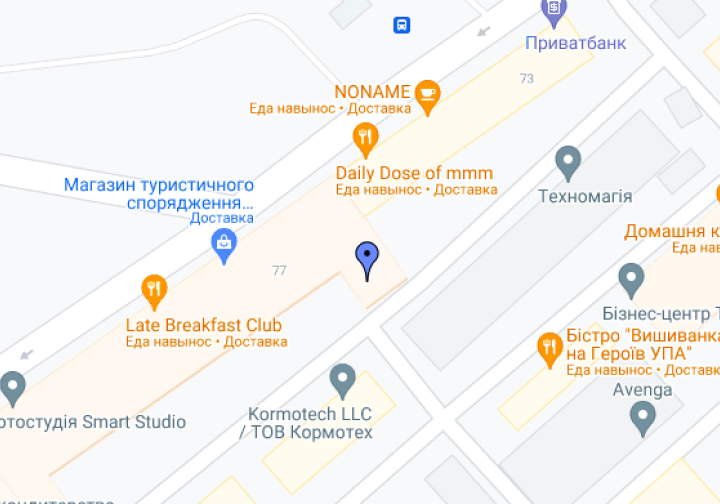 Приватбанк
73
NONAME
Еда навынос • Доставка
Daily Dose of mmm
Еда навынос • Доставка
Техномагія
Магазин туристичного
спорядження...
Доставка
Домашня к
Еда нав
77
Late Breakfast Club
Еда навынос • Доставка
Бізнес-центр Т
Бістро "Вишиванка
на Героїв УПА"
Еда навынос • Доставка
Avenga
Kormotech LLC
/ ТОВ Кормотех
отостудія Smart Studio